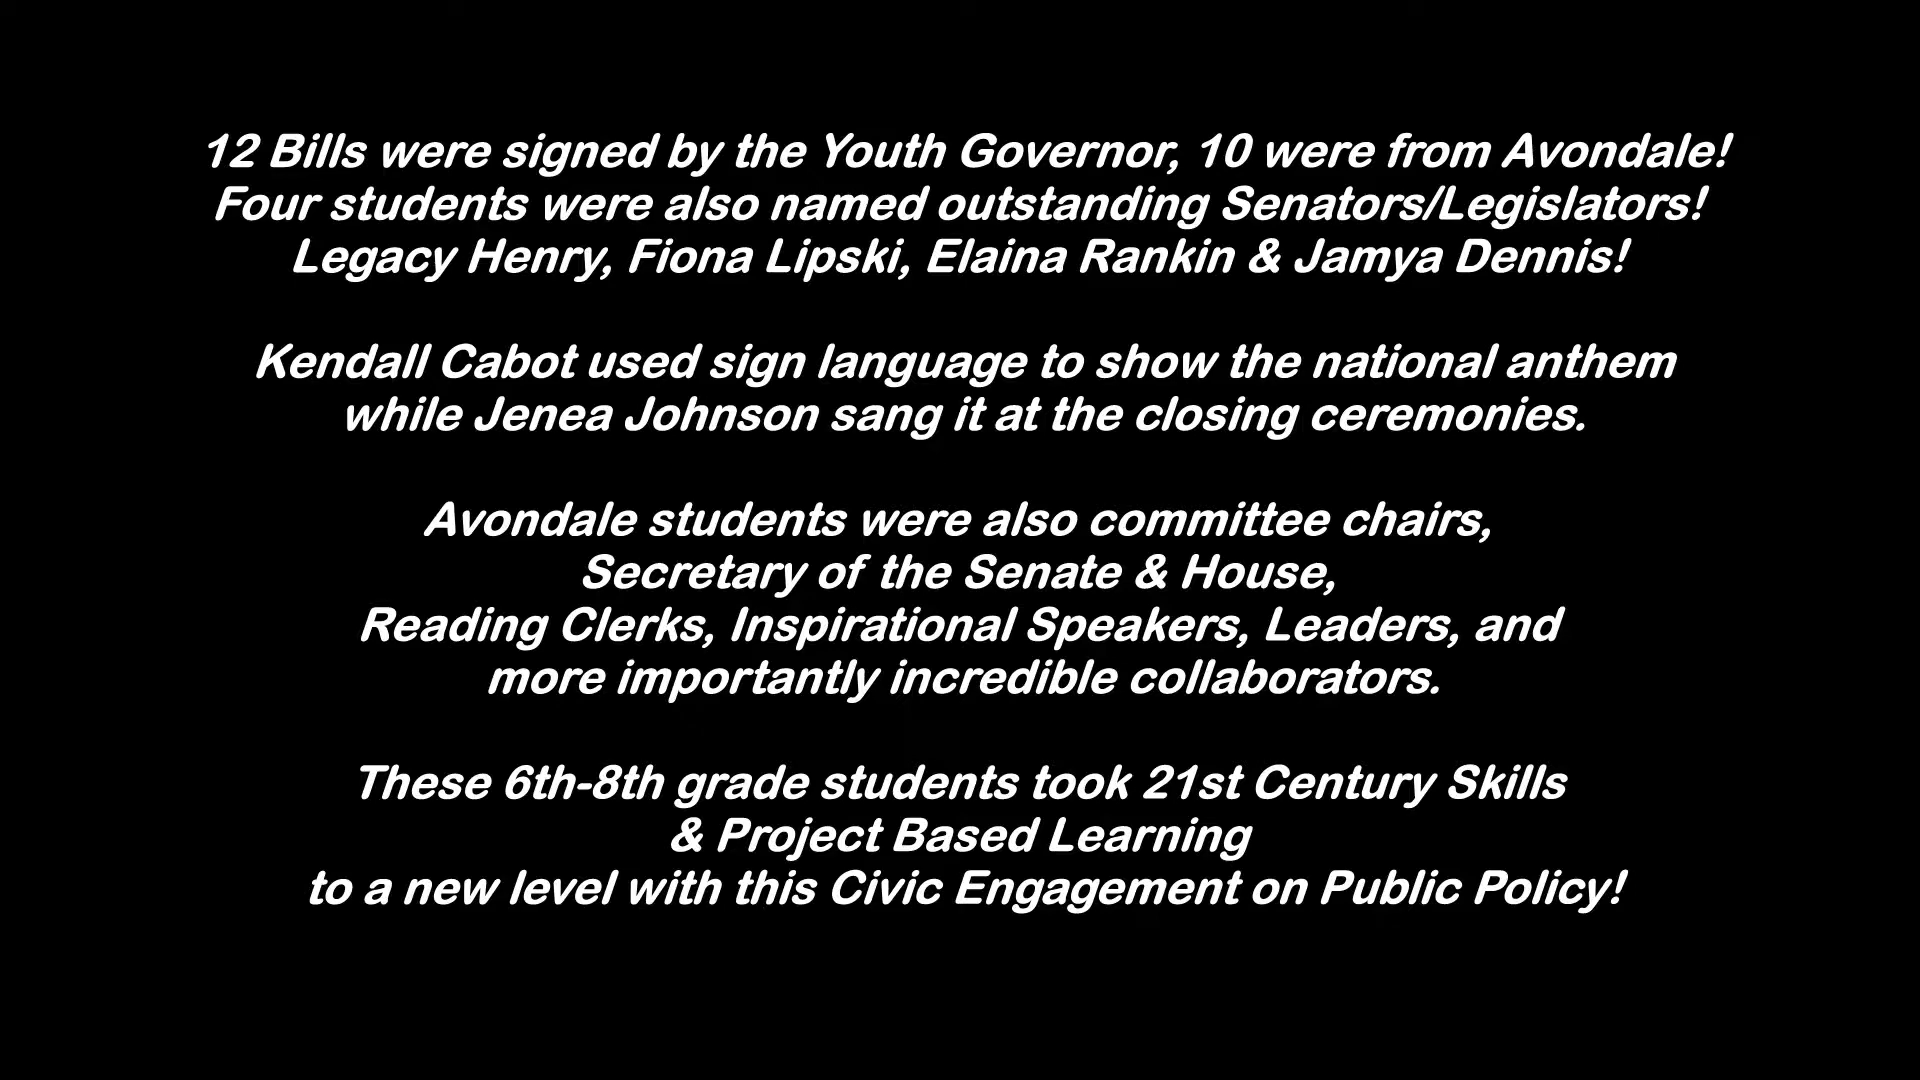 12 Bills were signed by the Youth Governor, 10 were from Avondale!
Four students were also named outstanding Senators/Legislators!
Legacy Henry, Fiona Lipski, Elaina Rankin & Jamya Dennis!
Kendall Cabot used sign language to show the national anthem
while Jenea Johnson sang it at the closing ceremonies.
Avondale students were also committee chairs,
Secretary of the Senate & House,
Reading Clerks, Inspirational Speakers, Leaders, and
more importantly incredible collaborators.
These 6th-8th grade students took 21st Century Skills
& Project Based Learning
to a new level with this Civic Engagement on Public Policy!